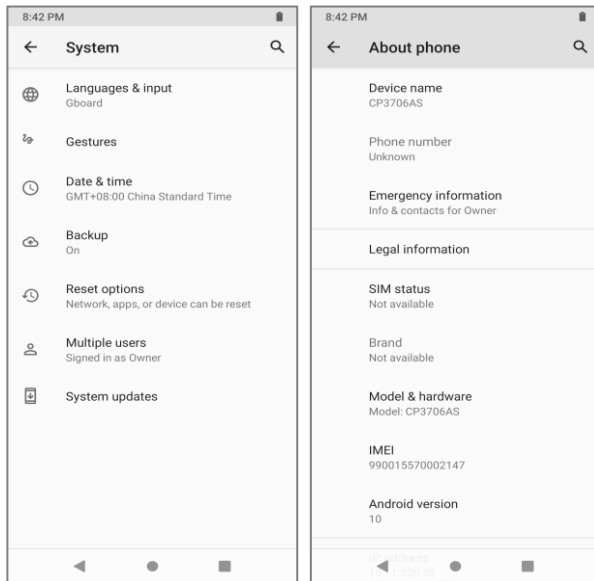 8:42 PM
System
Languages & input
Gboard
Gestures
Date & time
GMT+08:00 China Standard Time
Backup
On
Reset options
Network, apps, or device can be reset
Multiple users
Signed in as Owner
System updates
8:42 PM
About phone
Device name
CP3706AS
Phone number
Unknown
Emergency information
Info & contacts for Owner
Legal information
SIM status
Not available
Brand
Not available
Model & hardware
Model: CP3706AS
IMEI
990015570002147
Android version
10
IP address